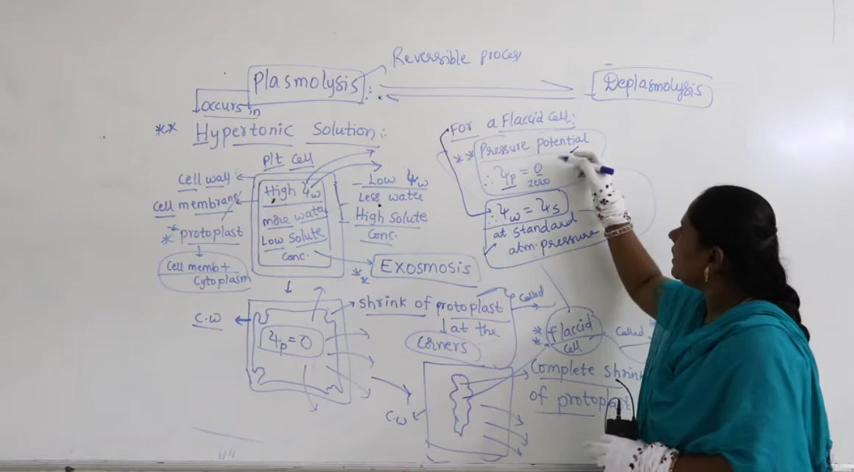 Reversible process
Plasmolysis
Deplasmolysis
occurs in
** Hypertonic Solution:-
plt cell
Cell wall
Cell membrane
* protoplast
Cell memb+
Cytoplasm
High Ψw
more water
Low Solute
Conc.
Low Ψw
Less water
High Solute
Conc.
Exosmosis
**
For a Flaccid Cell:
** Pressure potential
∴ Ψp = 0
zero
∴ Ψw = Ψs
at standard
atm.pressure
C.W
Ψp = 0
shrink of protoplast
at the
Corners
Called
flaccid
cell
**
Called
C.W
Complete shrin
of protoplast